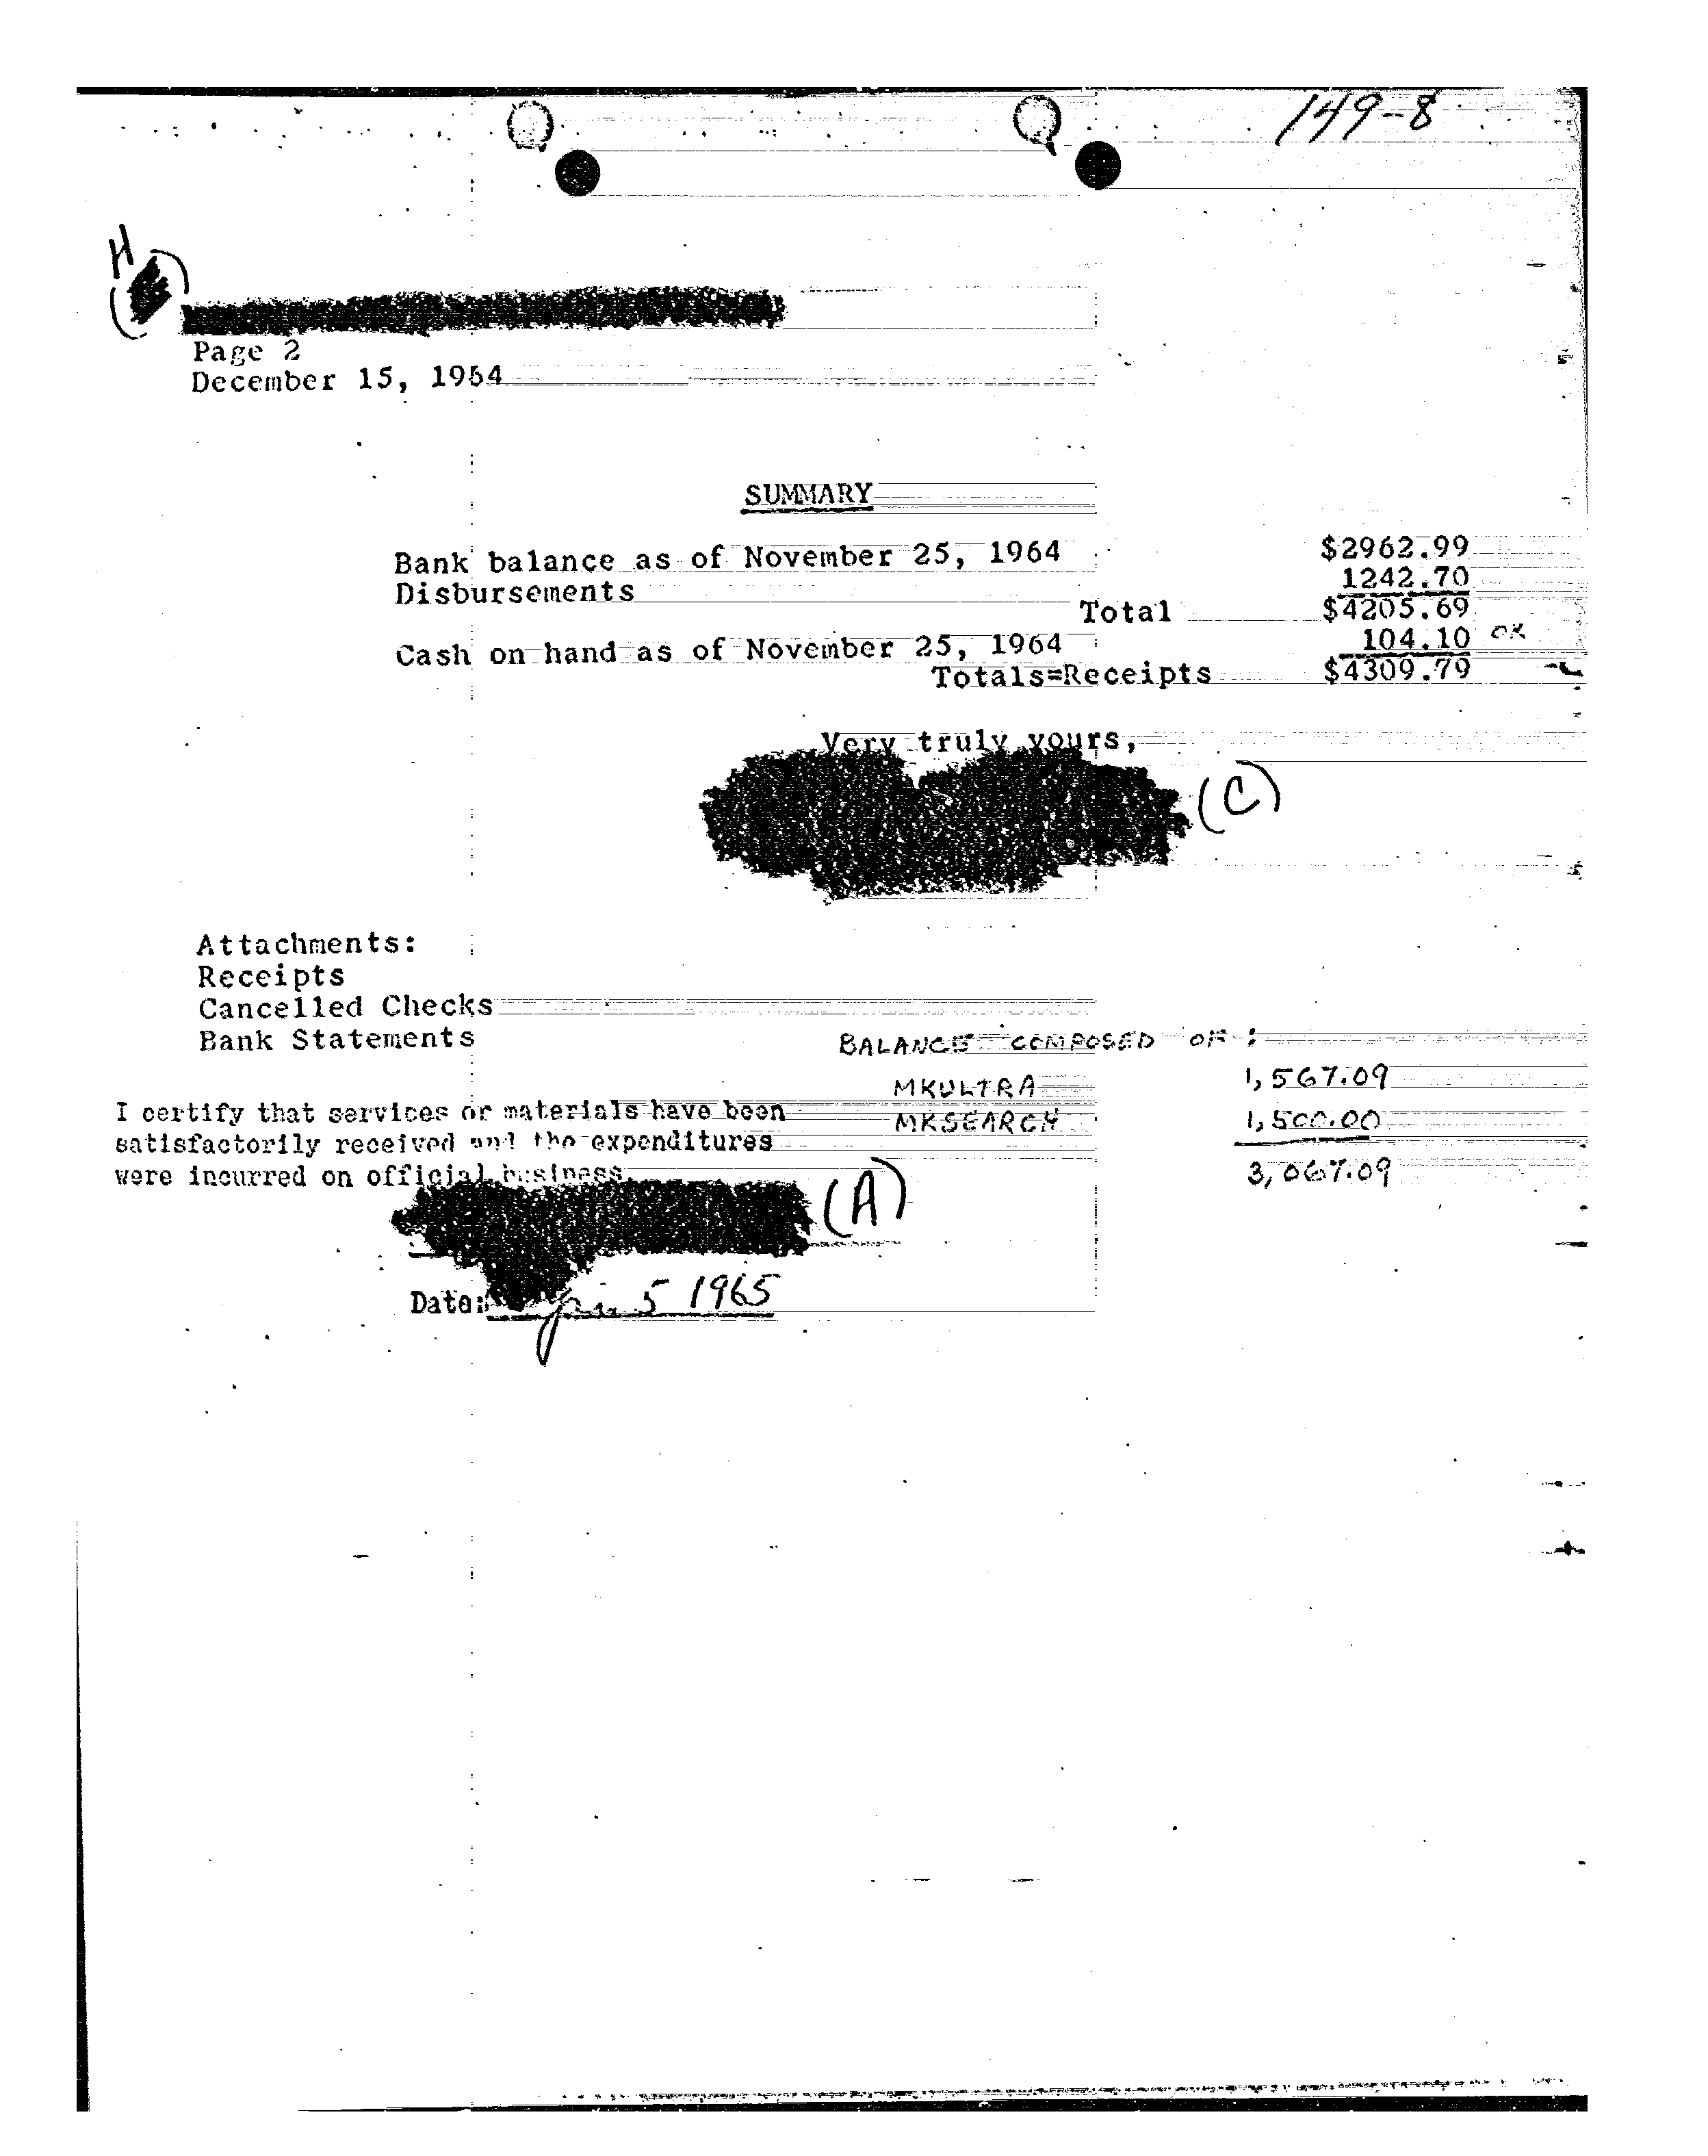 149-8
H
Page 2
December 15, 1964
SUMMARY
Bank balance as of November 25, 1964 $2962.99
Disbursements 1242.70
Total $4205.69
Cash on hand as of November 25, 1964 104.10 OK
Totals=Receipts $4309.79
Very truly yours,
(C)
Attachments:
Receipts
Cancelled Checks
Bank Statements
BALANCE COMPOSED OF:
MKULTRA 1,567.09
MKSEARCH 1,500.00
3,067.09
I certify that services or materials have been
satisfactorily received and the expenditures
were incurred on official business.
(A)
Date: 5 1965